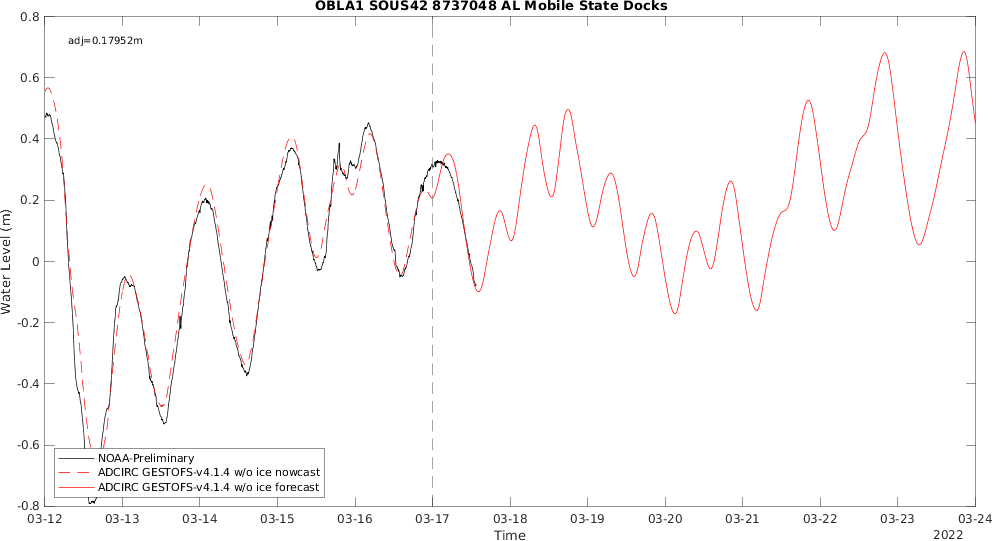 OBLA1 SOUS42 8737048 AL Mobile State Docks
adj=0.17952m
Water Level (m)
0.8
0.6
0.4
0.2
0
-0.2
-0.4
-0.6
-0.8
NOAA-Preliminary
ADCIRC GESTOFS-v4.1.4 w/o ice nowcast
ADCIRC GESTOFS-v4.1.4 w/o ice forecast
03-12 03-13 03-14 03-15 03-16 03-17 03-18 03-19 03-20 03-21 03-22 03-23 03-24
Time
2022